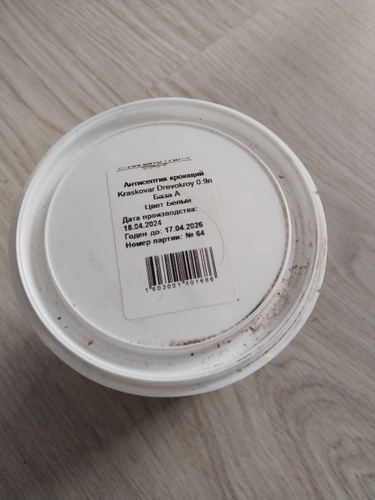 Антисептик кроющий
Kraskovar Drevokroy 0.9л
База А
Цвет Белый
Дата производства:
18.04.2024
Годен до: 17.04.2026
Номер партии: № 64